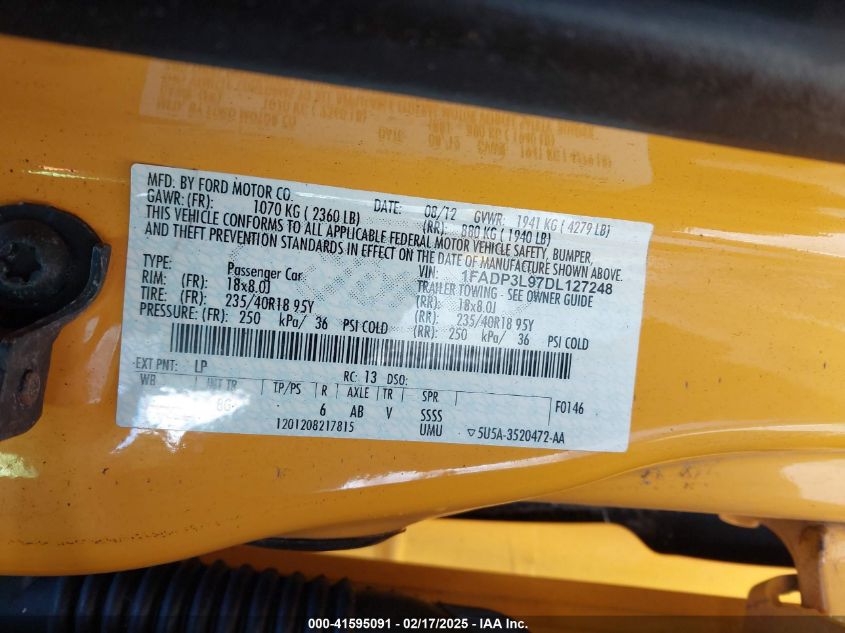 MFD. BY FORD MOTOR CO.
DATE: 08/12 GVWR: 1941 KG ( 4279 LB)
GAWR: (FR): 1070 KG ( 2360 LB) (RR): 880 KG ( 1940 LB)
THIS VEHICLE CONFORMS TO ALL APPLICABLE FEDERAL MOTOR VEHICLE SAFETY, BUMPER,
AND THEFT PREVENTION STANDARDS IN EFFECT ON THE DATE OF MANUFACTURE SHOWN ABOVE.
VIN: 1FADP3L97DL127248
TYPE: Passenger Car TRAILER TOWING - SEE OWNER GUIDE
RIM: (FR): 18x8.0J (RR): 18x8.0J
TIRE: (FR): 235/40R18 95Y (RR): 235/40R18 95Y
PRESSURE: (FR): 250 kPa/ 36 PSI COLD (RR): 250 kPa/ 36 PSI COLD
EXT PNT: LP RC: 13 DSO: F0146
WB INT TR TP/PS R AXLE TR SPR
BG 6 AB V SSSS
1201208217815 UMU ▽5U5A-3520472-AA
000-41595091 - 02/17/2025 - IAA Inc.